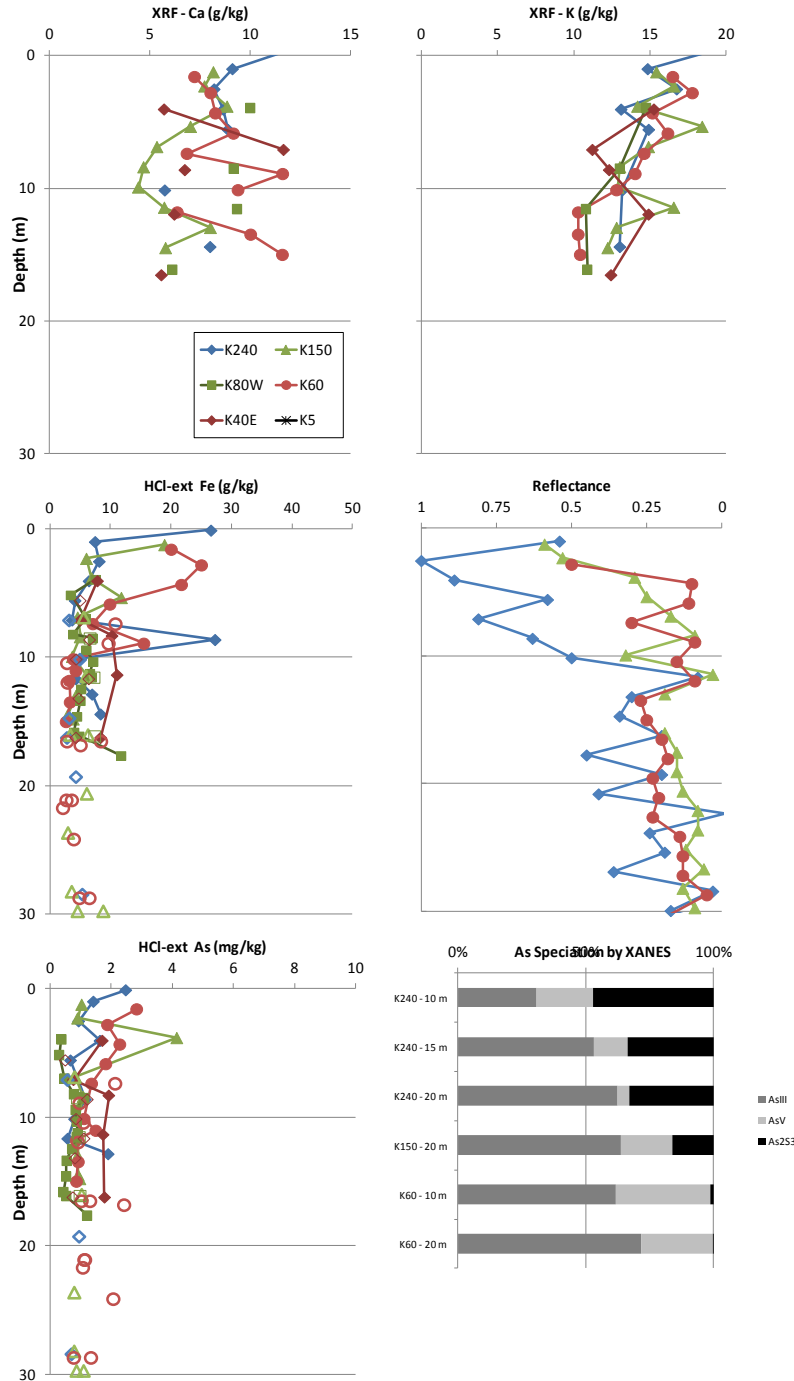 XRF - Ca (g/kg)
0 5 10 15
0
10
20
30
Depth (m)
K240 K150
K80W K60
K40E K5
XRF - K (g/kg)
0 10 15 20
HCl-ext Fe (g/kg)
0 10 20 30 40 50
0
10
20
30
Depth (m)
Reflectance
1 0.75 0.5 0.25 0
HCl-ext As (mg/kg)
0 2 4 6 8 10
0
10
20
30
Depth (m)
0% 50% 100%
As Speciation by XANES
K240 - 10 m
K240 - 15 m
K240 - 20 m
K150 - 20 m
K60 - 10 m
K60 - 20 m
AsIII
AsV
As2S3